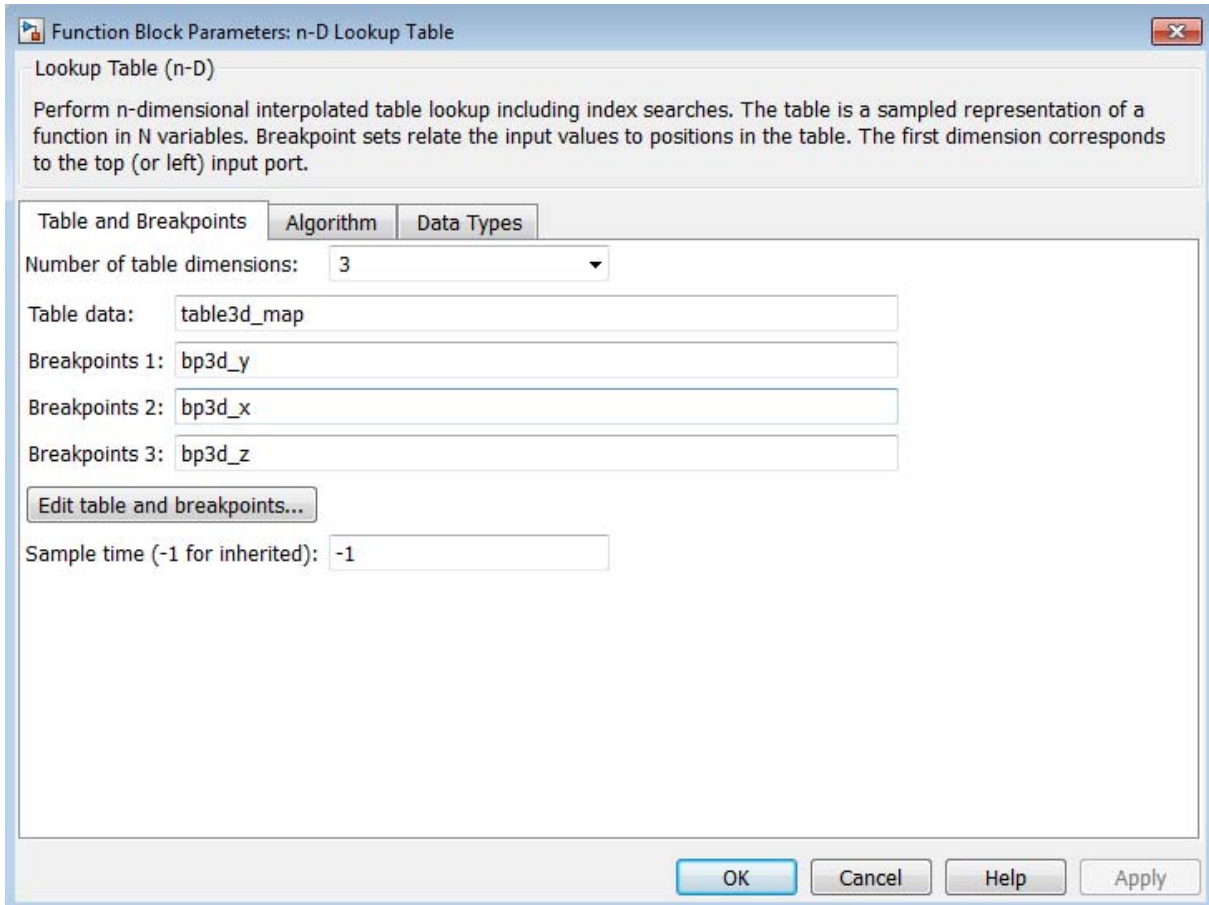 Function Block Parameters: n-D Lookup Table
Lookup Table (n-D)
Perform n-dimensional interpolated table lookup including index searches. The table is a sampled representation of a
function in N variables. Breakpoint sets relate the input values to positions in the table. The first dimension corresponds
to the top (or left) input port.
Table and Breakpoints Algorithm Data Types
Number of table dimensions: 3
Table data: table3d_map
Breakpoints 1: bp3d_y
Breakpoints 2: bp3d_x
Breakpoints 3: bp3d_z
Edit table and breakpoints...
Sample time (-1 for inherited): -1
OK Cancel Help Apply